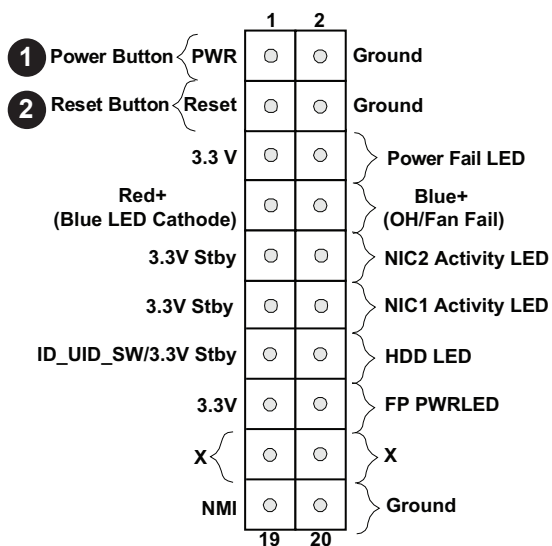 1 2
1 Power Button PWR Ground
2 Reset Button Reset Ground
3.3 V Power Fail LED
Red+ Blue+
(Blue LED Cathode) (OH/Fan Fail)
3.3V Stby NIC2 Activity LED
3.3V Stby NIC1 Activity LED
ID_UID_SW/3.3V Stby HDD LED
3.3V FP PWRLED
X X
NMI Ground
19 20